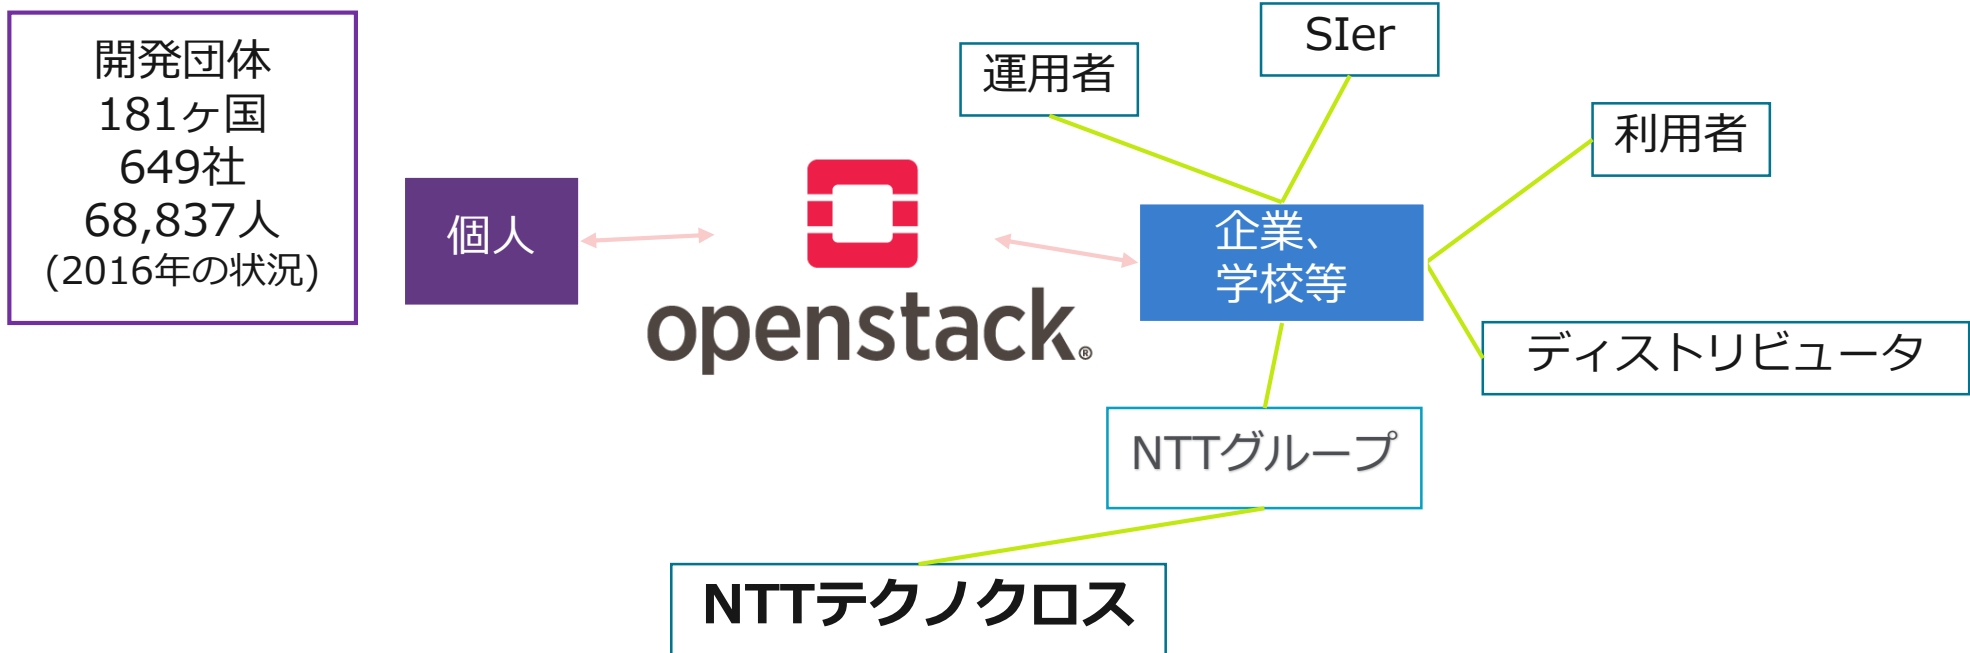 開発団体
181ヶ国
649社
68,837人
(2016年の状況)
個人
openstack®
運用者
SIer
利用者
企業、
学校等
ディストリビュータ
NTTグループ
NTTテクノクロス